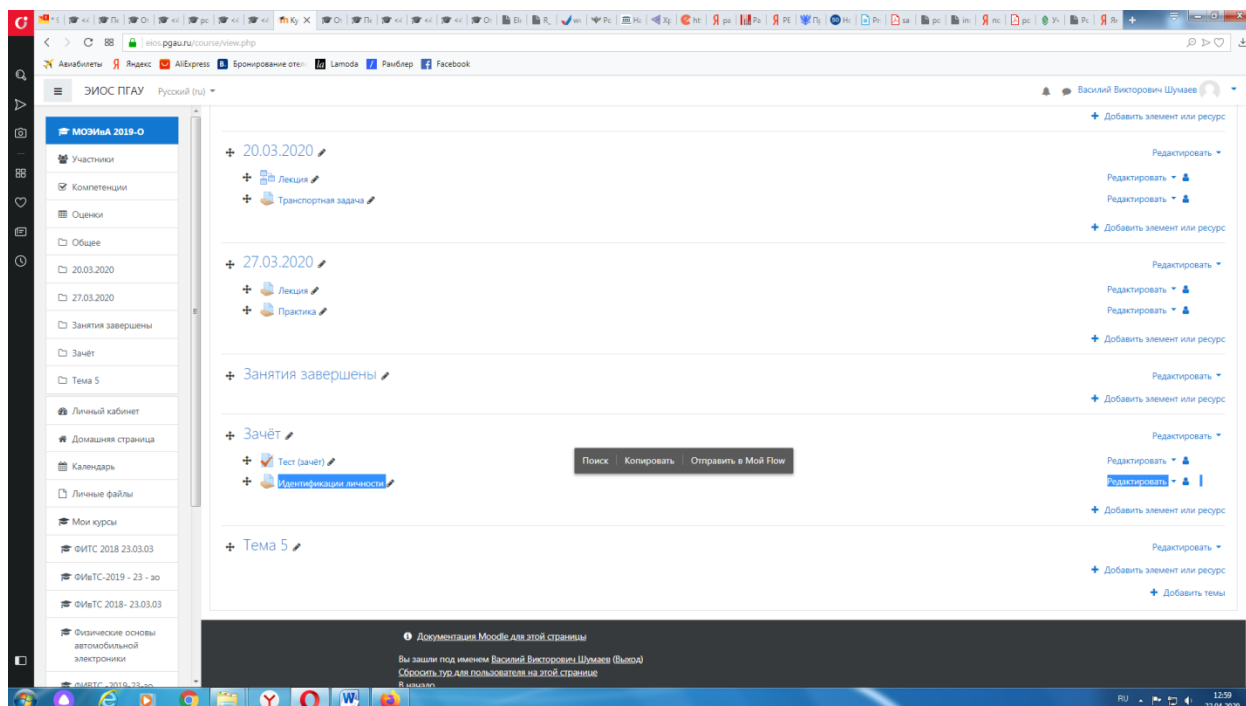 eios.pgau.ru/course/view.php
Авиабилеты Яндекс AliExpress Бронирование отел Lamoda Рамблер Facebook
ЭИОС ПГАУ Русский (ru) Василий Викторович Шумаев
МОЭИвА 2019-О
Участники
Компетенции
Оценки
Общее
20.03.2020
27.03.2020
Занятия завершены
Зачёт
Тема 5
Личный кабинет
Домашняя страница
Календарь
Личные файлы
Мои курсы
ФИТС 2018 23.03.03
ФИвТС-2019 - 23 - зо
ФИвТС 2018- 23.03.03
Физические основы
автомобильной
электроники
Добавить элемент или ресурс
20.03.2020 Редактировать
Лекция Редактировать
Транспортная задача Редактировать
Добавить элемент или ресурс
27.03.2020 Редактировать
Лекция Редактировать
Практика Редактировать
Добавить элемент или ресурс
Занятия завершены Редактировать
Добавить элемент или ресурс
Зачёт Редактировать
Поиск Копировать Отправить в Мой Flow
Тест (зачёт) Редактировать
Идентификации личности Редактировать
Добавить элемент или ресурс
Тема 5 Редактировать
Добавить элемент или ресурс
Добавить темы
Документация Moodle для этой страницы
Вы зашли под именем Василий Викторович Шумаев (Выход)
Сбросить тур для пользователя на этой странице
В начало
RU 12:59